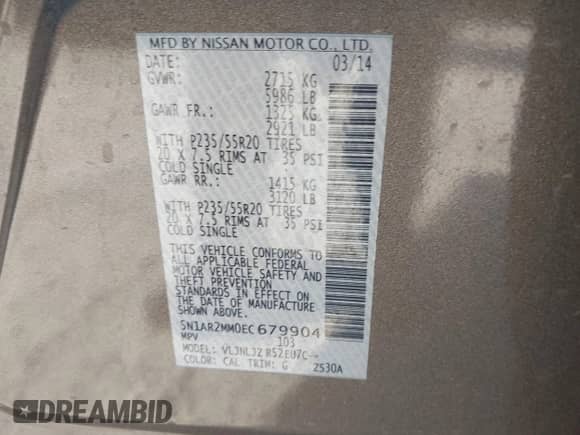 MFD BY NISSAN MOTOR CO., LTD.
DATE: 03/14
GVWR: 2715 KG
5986 LB
GAWR FR.: 1325 KG
2921 LB
WITH P235/55R20 TIRES
20 X 7.5 RIMS AT 35 PSI
COLD SINGLE
GAWR RR.: 1415 KG
3120 LB
WITH P235/55R20 TIRES
20 X 7.5 RIMS AT 35 PSI
COLD SINGLE
THIS VEHICLE CONFORMS TO
ALL APPLICABLE FEDERAL
MOTOR VEHICLE SAFETY AND
THEFT PREVENTION
STANDARDS IN EFFECT ON
THE DATE OF MANUFACTURE
SHOWN ABOVE
5N1AR2MM0EC679904
MPV 103
MODEL: VLJNLJZ R52EU7C--
COLOR: CAL TRIM: G ZS30A
DREAMBID